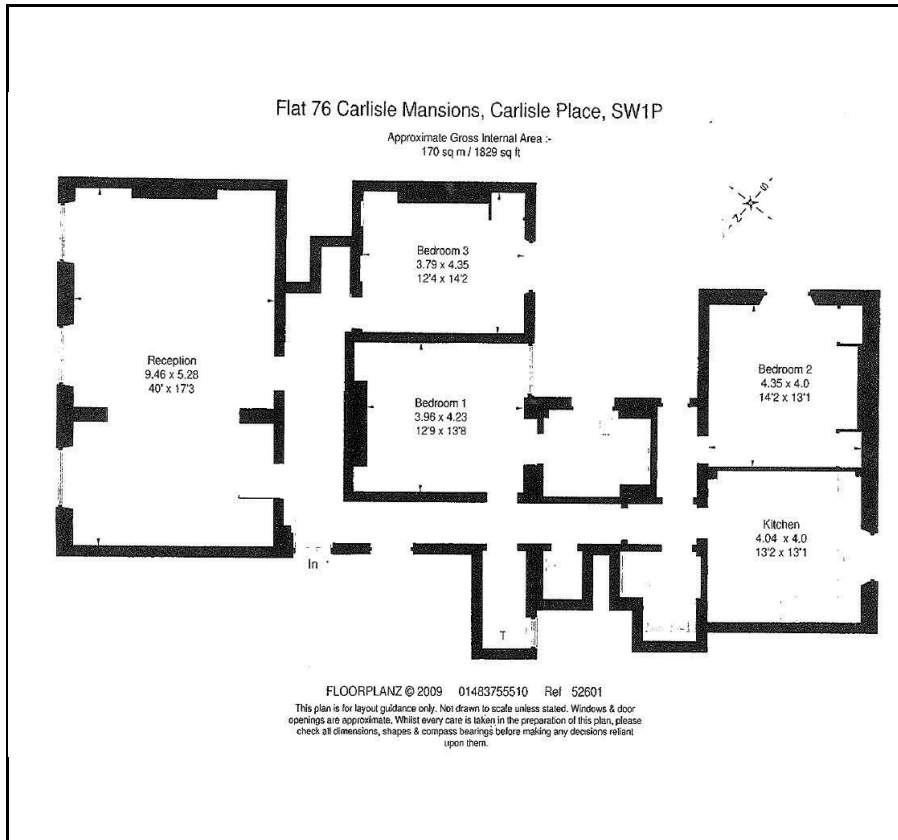 Flat 76 Carlisle Mansions, Carlisle Place, SW1P
Approximate Gross Internal Area :-
170 sq m / 1829 sq ft
S
N
Bedroom 3
3.79 x 4.35
12'4 x 14'2
Reception
9.46 x 5.28
40' x 17'3
Bedroom 1
3.96 x 4.23
12'9 x 13'8
Bedroom 2
4.35 x 4.0
14'2 x 13'1
Kitchen
4.04 x 4.0
13'2 x 13'1
In
T
FLOORPLANZ © 2009 01483755510 Ref 52601
This plan is for layout guidance only. Not drawn to scale unless stated. Windows & door
openings are approximate. Whilst every care is taken in the preparation of this plan, please
check all dimensions, shapes & compass bearings before making any decisions reliant
upon them.